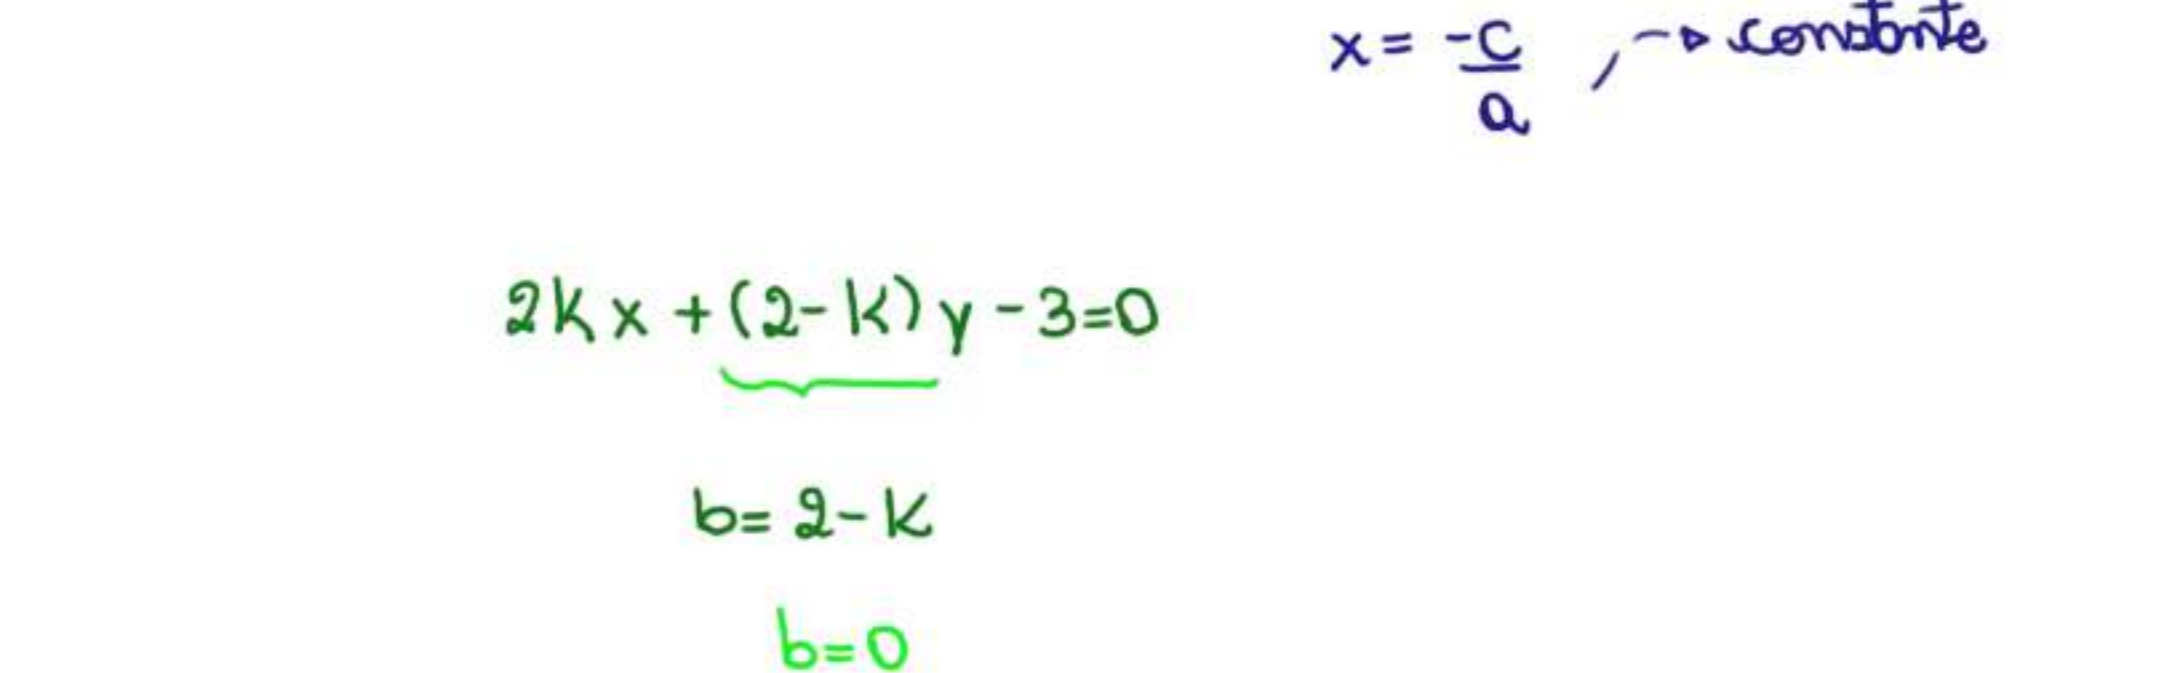 x = -c/a , → constante
2kx + (2-k)y - 3=0
b= 2-k
b=0